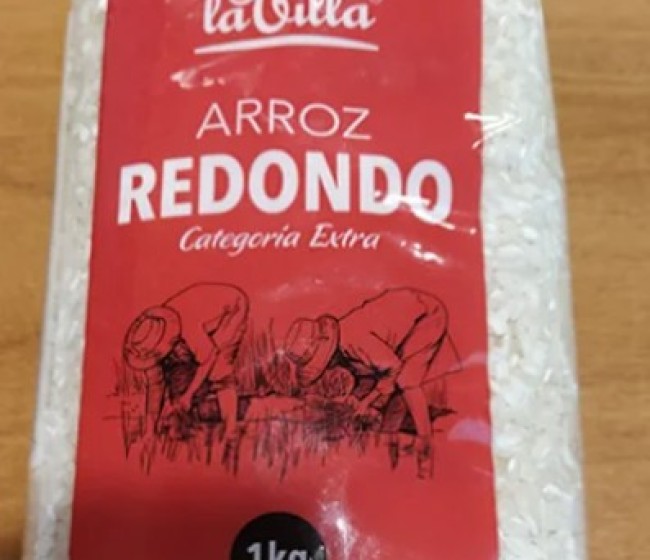 la Villa
ARROZ
REDONDO
Categoría Extra
1kg